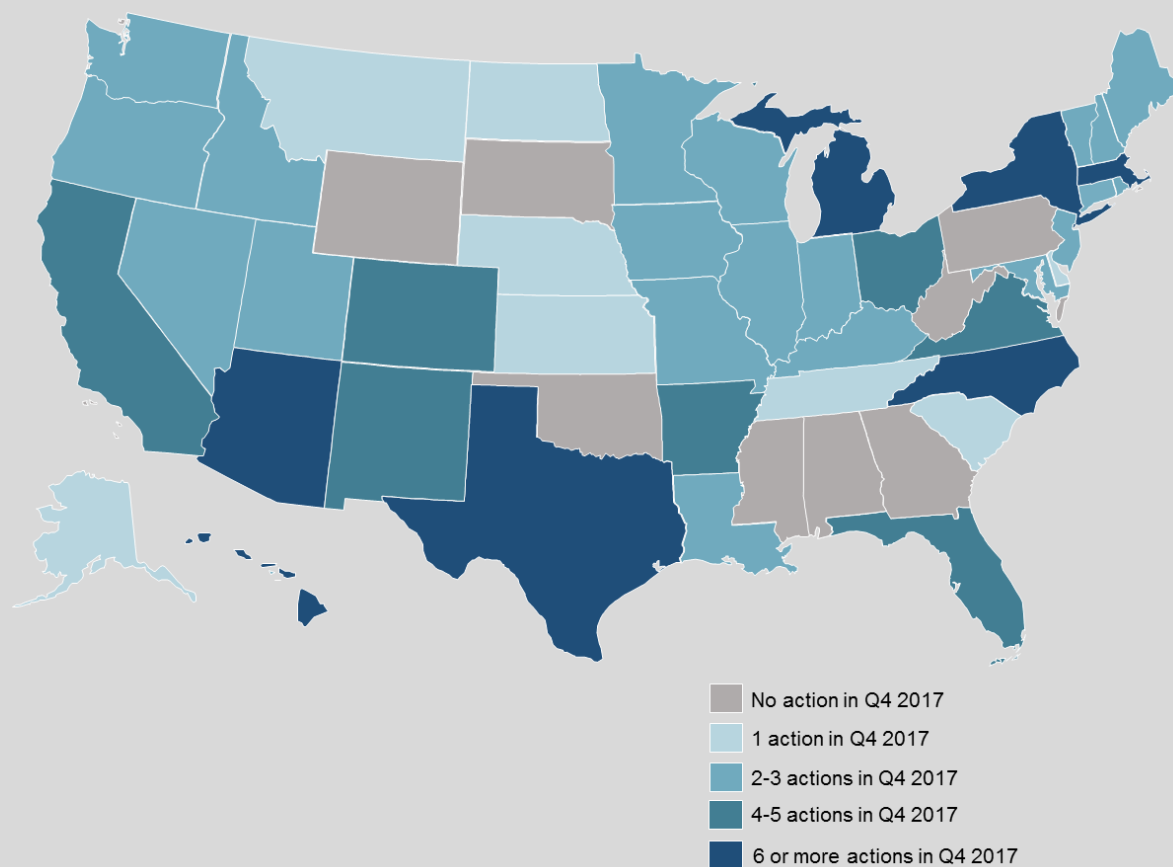 No action in Q4 2017
1 action in Q4 2017
2-3 actions in Q4 2017
4-5 actions in Q4 2017
6 or more actions in Q4 2017